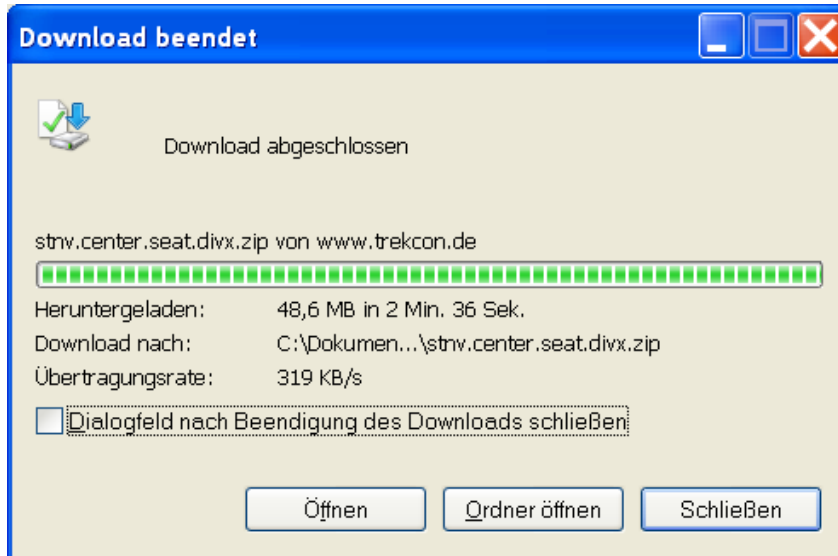 Download beendet
Download abgeschlossen
stnv.center.seat.divx.zip von www.trekcon.de
Heruntergeladen: 48,6 MB in 2 Min. 36 Sek.
Download nach: C:\Dokumen...\stnv.center.seat.divx.zip
Übertragungsrate: 319 KB/s
Dialogfeld nach Beendigung des Downloads schließen
Öffnen Ordner öffnen Schließen